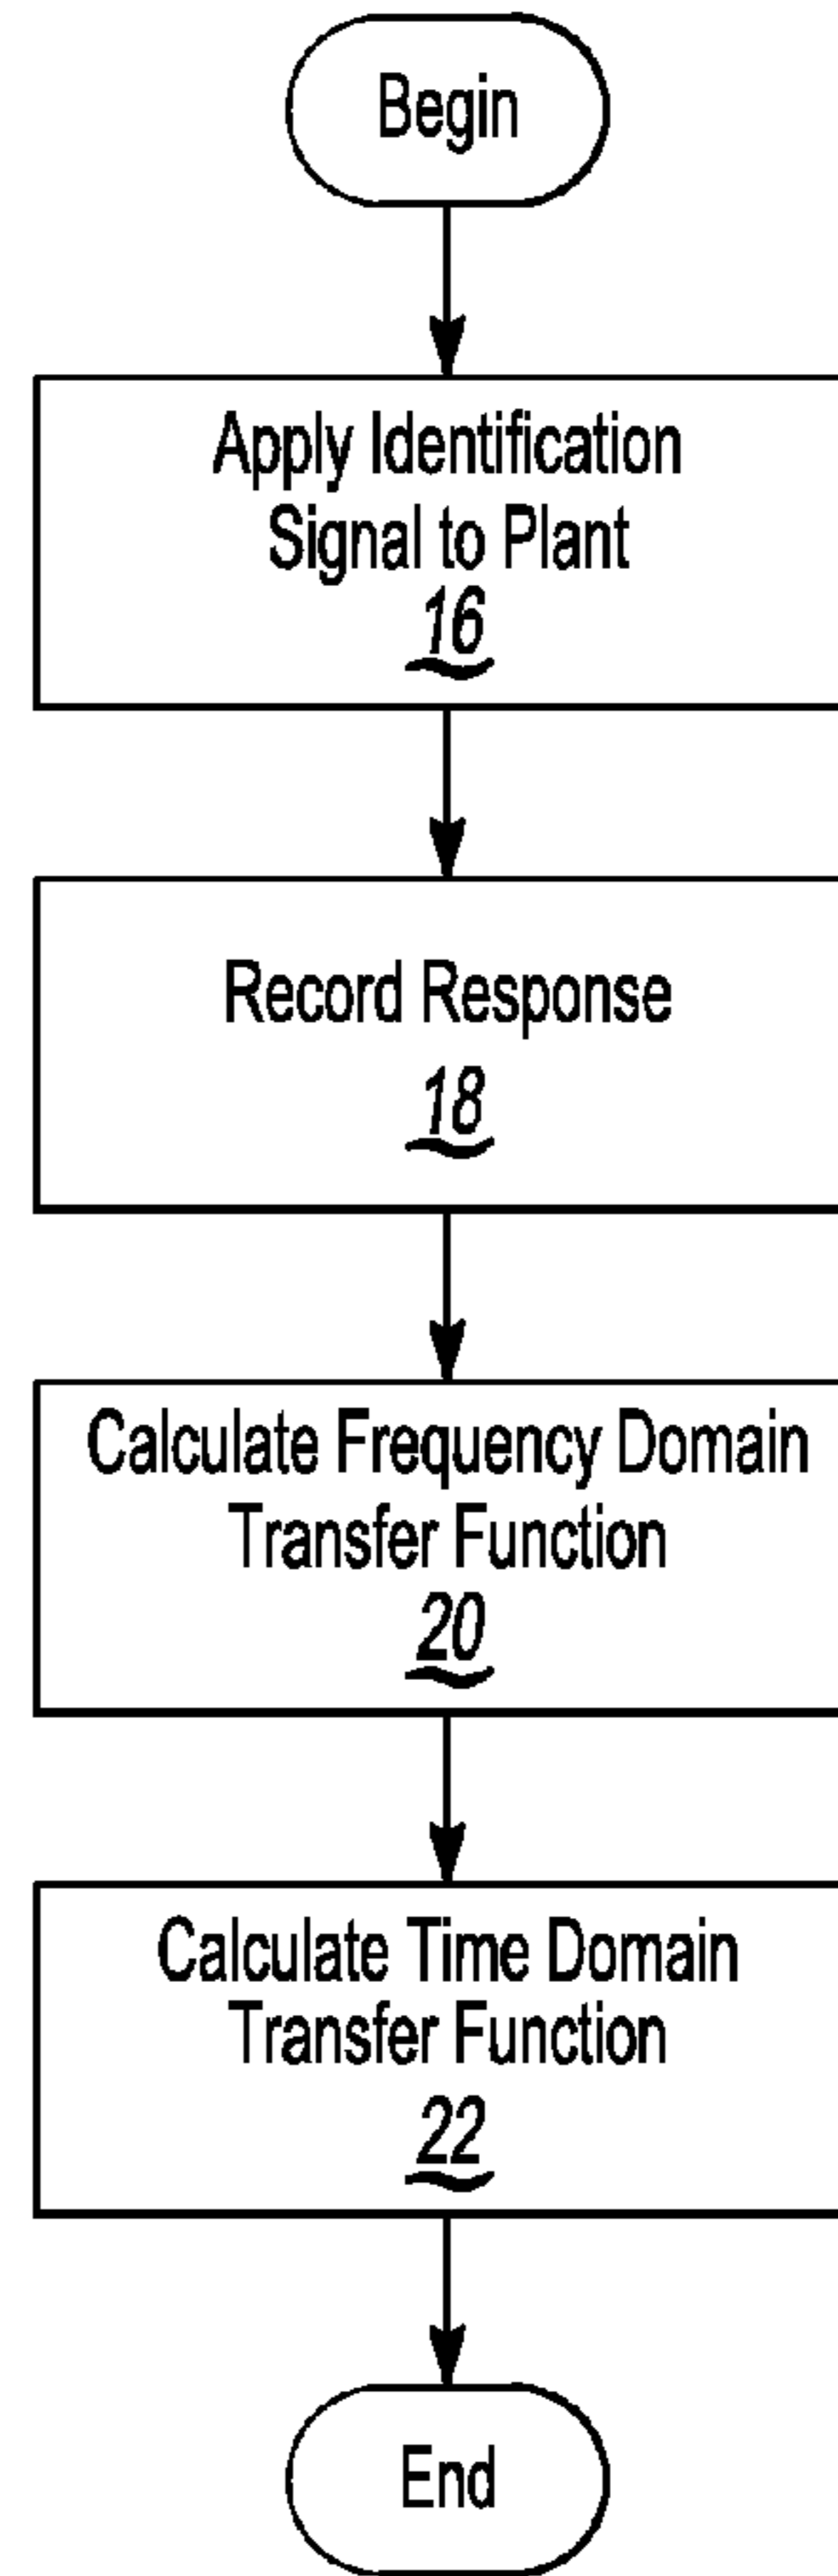 Begin
Apply Identification
Signal to Plant
16
Record Response
18
Calculate Frequency Domain
Transfer Function
20
Calculate Time Domain
Transfer Function
22
End